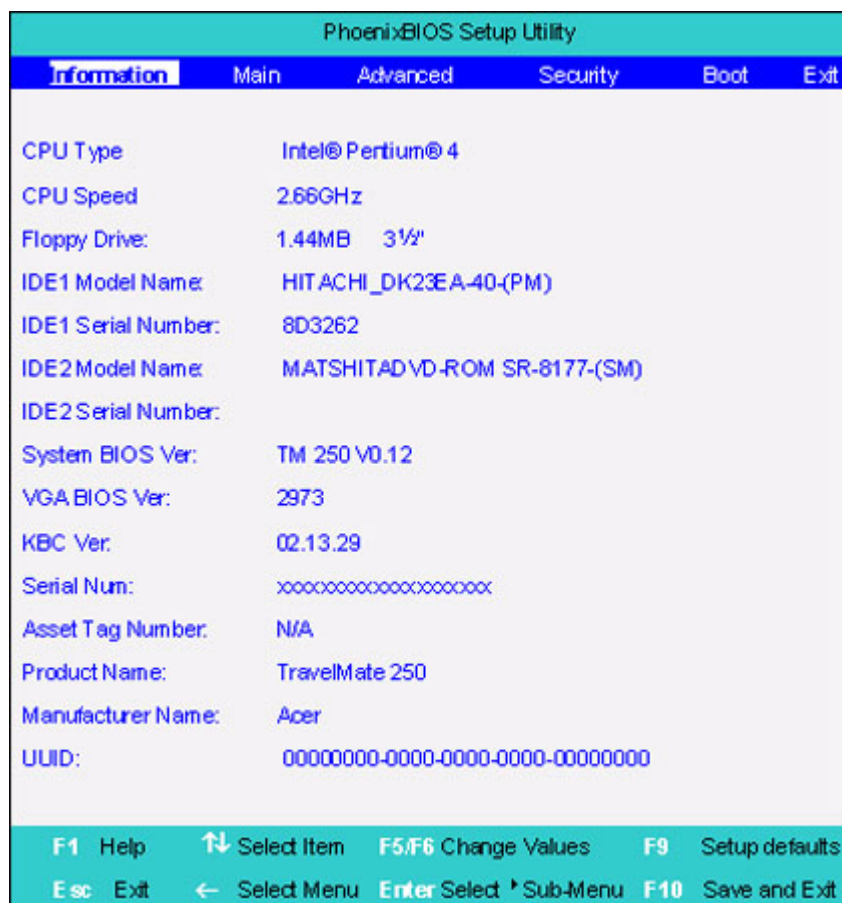 PhoenixBIOS Setup Utility
Information Main Advanced Security Boot Exit
CPU Type Intel® Pentium® 4
CPU Speed 2.66GHz
Floppy Drive: 1.44MB 3½"
IDE1 Model Name: HITACHI_DK23EA-40-(PM)
IDE1 Serial Number: 8D3262
IDE2 Model Name: MATSHITADVD-ROM SR-8177-(SM)
IDE2 Serial Number:
System BIOS Ver: TM 250 V0.12
VGA BIOS Ver: 2973
KBC Ver: 02.13.29
Serial Num: xxxxxxxxxxxxxxxxxxxx
Asset Tag Number: N/A
Product Name: TravelMate 250
Manufacturer Name: Acer
UUID: 00000000-0000-0000-0000-00000000
F1 Help ↑↓ Select Item F5/F6 Change Values F9 Setup defaults
Esc Exit ← Select Menu Enter Select ▸ Sub-Menu F10 Save and Exit